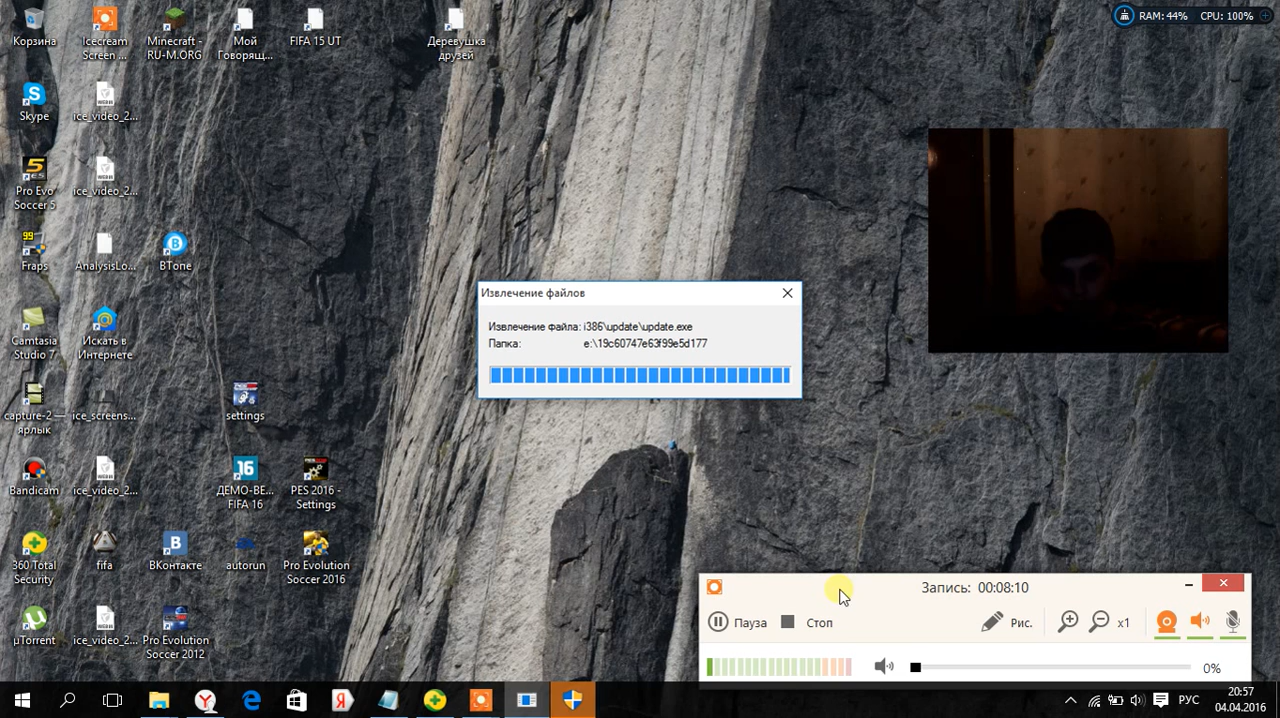 RAM: 44% CPU: 100%
Корзина
Icecream
Screen ...
Minecraft -
RU-M.ORG
Мой
Говорящ...
FIFA 15 UT
Деревушка
друзей
Skype
ice_video_2...
Pro Evo
Soccer 5
ice_video_2...
99
Fraps
AnalysisLo...
BTone
Извлечение файлов
Извлечение файла: i386\update\update.exe
Папка: e:\19c60747e63f99e5d177
Camtasia
Studio 7
Искать в
Интернете
capture-2 —
ярлык
ice_screens...
settings
Bandicam
ice_video_2...
16
ДЕМО-ВЕ...
FIFA 16
PES 2016 -
Settings
360 Total
Security
fifa
ВКонтакте
autorun
Pro Evolution
Soccer 2016
Запись: 00:08:10
Пауза
Стоп
Рис.
x1
µTorrent
ice_video_2...
Pro Evolution
Soccer 2012
0%
РУС
20:57
04.04.2016